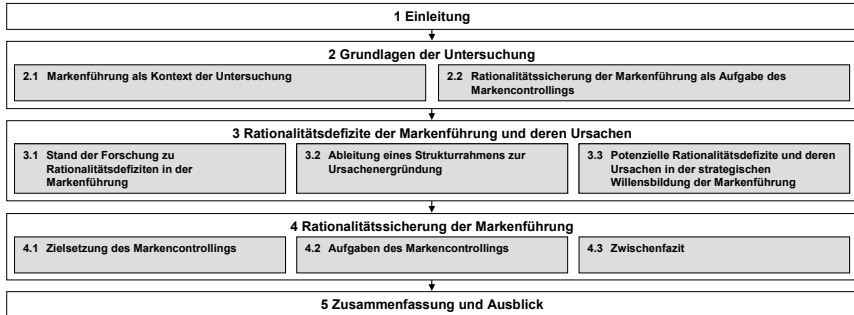 1 Einleitung
2 Grundlagen der Untersuchung
2.1 Markenführung als Kontext der Untersuchung
2.2 Rationalitätssicherung der Markenführung als Aufgabe des
Markencontrollings
3 Rationalitätsdefizite der Markenführung und deren Ursachen
3.1 Stand der Forschung zu
Rationalitätsdefiziten in der
Markenführung
3.2 Ableitung eines Strukturrahmens zur
Ursachenergründung
3.3 Potenzielle Rationalitätsdefizite und deren
Ursachen in der strategischen
Willensbildung der Markenführung
4 Rationalitätssicherung der Markenführung
4.1 Zielsetzung des Markencontrollings
4.2 Aufgaben des Markencontrollings
4.3 Zwischenfazit
5 Zusammenfassung und Ausblick